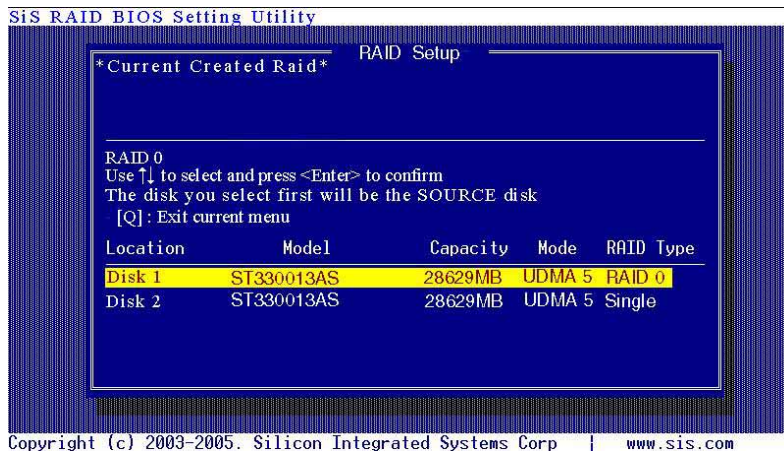 SiS RAID BIOS Setting Utility
RAID Setup
*Current Created Raid*
RAID 0
Use ↑↓ to select and press <Enter> to confirm
The disk you select first will be the SOURCE disk
[Q] : Exit current menu
Location Model Capacity Mode RAID Type
Disk 1 ST330013AS 28629MB UDMA 5 RAID 0
Disk 2 ST330013AS 28629MB UDMA 5 Single
Copyright (c) 2003-2005. Silicon Integrated Systems Corp | www.sis.com